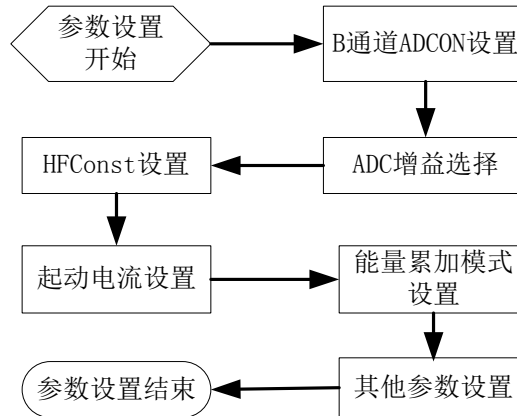 参数设置
开始
B通道ADCON设置
ADC增益选择
HFConst设置
起动电流设置
能量累加模式
设置
其他参数设置
参数设置结束